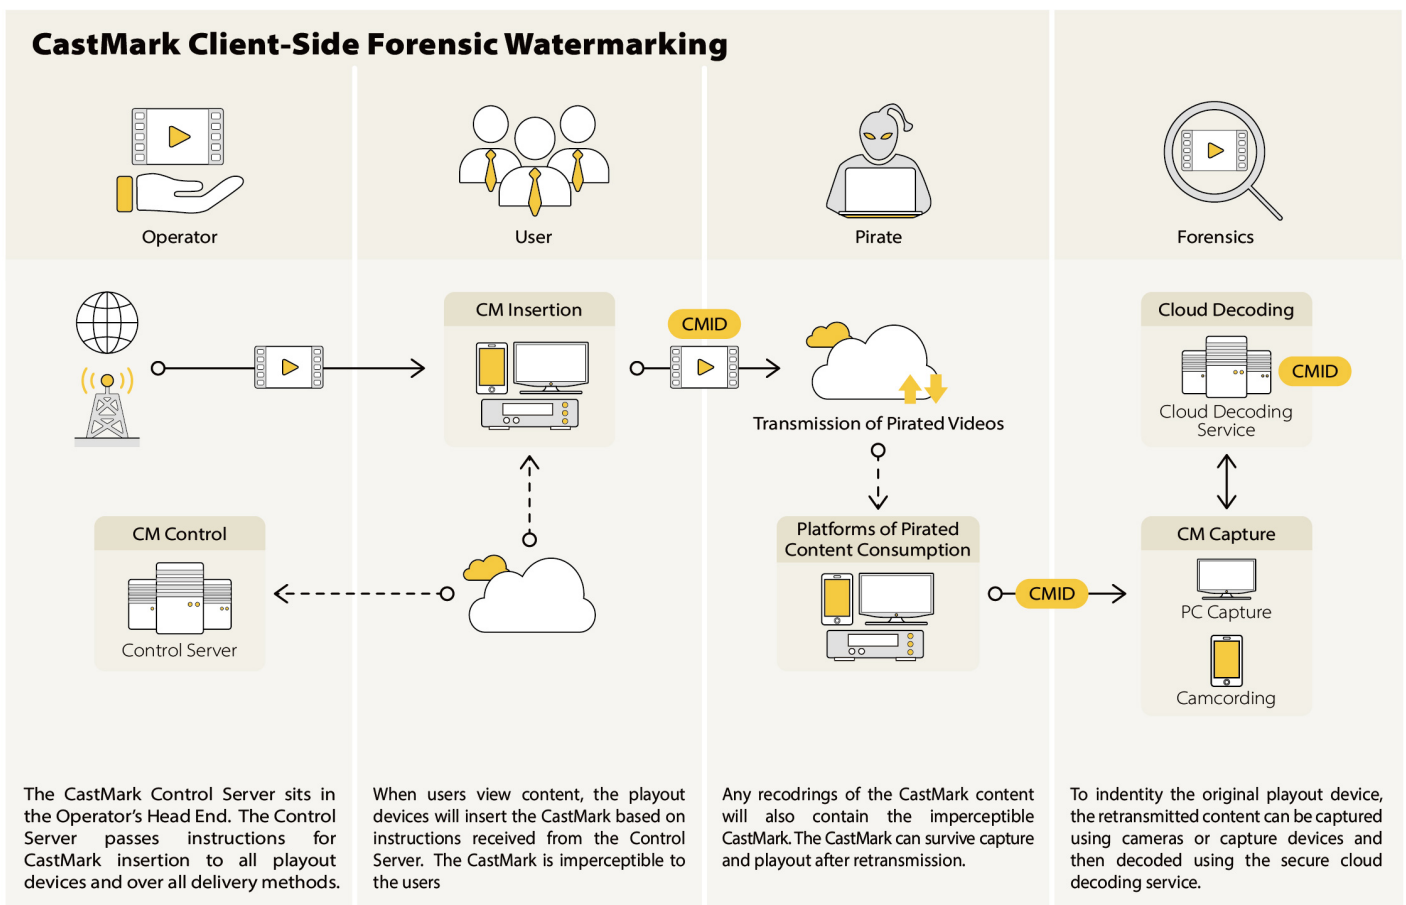 CastMark Client-Side Forensic Watermarking
Operator
User
Pirate
Forensics
CM Insertion
CMID
Transmission of Pirated Videos
Cloud Decoding
CMID
Cloud Decoding
Service
CM Control
Control Server
Platforms of Pirated
Content Consumption
CMID
CM Capture
PC Capture
Camcording
The CastMark Control Server sits in
the Operator's Head End. The Control
Server passes instructions for
CastMark insertion to all playout
devices and over all delivery methods.
When users view content, the playout
devices will insert the CastMark based on
instructions received from the Control
Server. The CastMark is imperceptible to
the users
Any recodrings of the CastMark content
will also contain the imperceptible
CastMark. The CastMark can survive capture
and playout after retransmission.
To indentity the original playout device,
the retransmitted content can be captured
using cameras or capture devices and
then decoded using the secure cloud
decoding service.